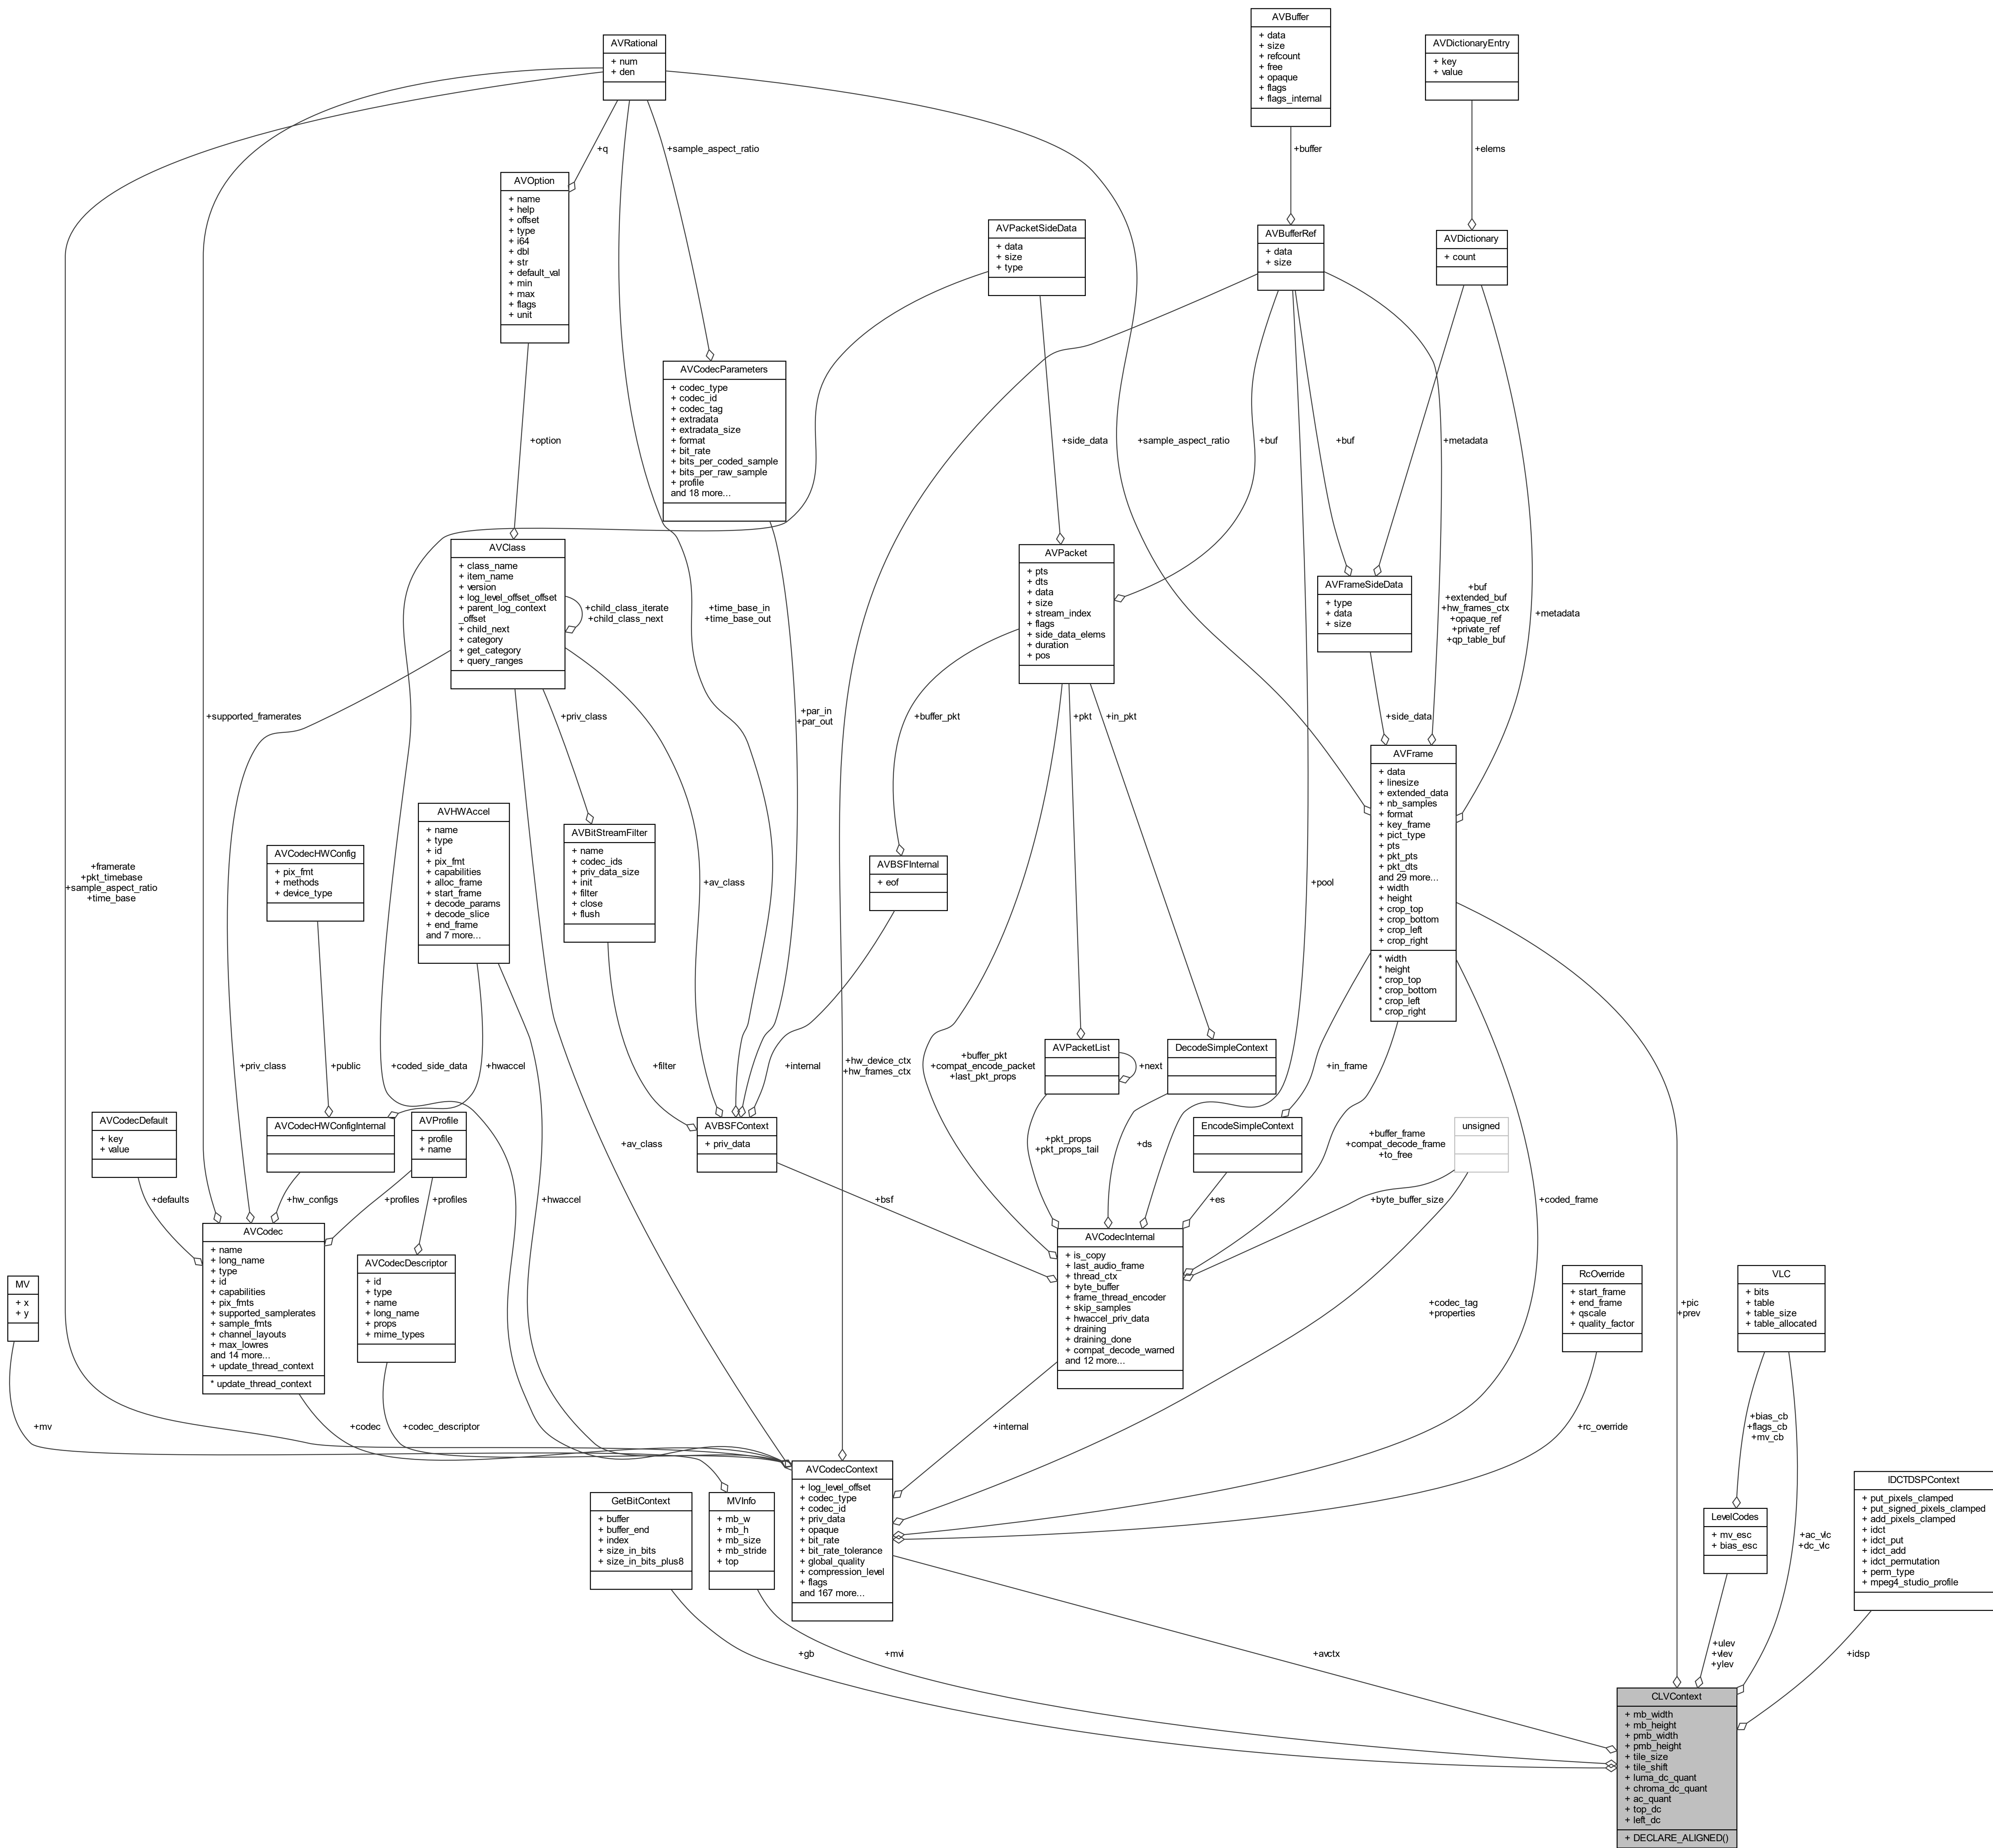 AVBuffer
+ data
+ size
+ refcount
+ free
+ opaque
+ flags
+ flags_internal
AVRational
+ num
+ den
AVDictionaryEntry
+ key
+ value
+q
+sample_aspect_ratio
+buffer
+elems
AVOption
+ name
+ help
+ offset
+ type
+ i64
+ dbl
+ str
+ default_val
+ min
+ max
+ flags
+ unit
AVPacketSideData
+ data
+ size
+ type
AVBufferRef
+ data
+ size
AVDictionary
+ count
AVCodecParameters
+ codec_type
+ codec_id
+ codec_tag
+ extradata
+ extradata_size
+ format
+ bit_rate
+ bits_per_coded_sample
+ bits_per_raw_sample
+ profile
and 18 more...
+option
+side_data
+sample_aspect_ratio
+buf
+buf
+metadata
AVClass
+ class_name
+ item_name
+ version
+ log_level_offset_offset
+ parent_log_context
_offset
+ child_next
+ category
+ get_category
+ query_ranges
+child_class_iterate
+child_class_next
+time_base_in
+time_base_out
AVPacket
+ pts
+ dts
+ data
+ size
+ stream_index
+ flags
+ side_data_elems
+ duration
+ pos
AVFrameSideData
+ type
+ data
+ size
+buf
+extended_buf
+hw_frames_ctx
+opaque_ref
+private_ref
+qp_table_buf
+metadata
+supported_framerates
+priv_class
+par_in
+par_out
+buffer_pkt
+pkt
+in_pkt
+side_data
AVFrame
+ data
+ linesize
+ extended_data
+ nb_samples
+ format
+ key_frame
+ pict_type
+ pts
+ pkt_pts
+ pkt_dts
and 29 more...
+ width
+ height
+ crop_top
+ crop_bottom
+ crop_left
+ crop_right
* width
* height
* crop_top
* crop_bottom
* crop_left
* crop_right
+framerate
+pkt_timebase
+sample_aspect_ratio
+time_base
AVCodecHWConfig
+ pix_fmt
+ methods
+ device_type
AVHWAccel
+ name
+ type
+ id
+ pix_fmt
+ capabilities
+ alloc_frame
+ start_frame
+ decode_params
+ decode_slice
+ end_frame
and 7 more...
AVBitStreamFilter
+ name
+ codec_ids
+ priv_data_size
+ init
+ filter
+ close
+ flush
+av_class
AVBSFInternal
+ eof
+pool
+priv_class
+public
+coded_side_data
+hwaccel
+filter
+internal
+hw_device_ctx
+hw_frames_ctx
+buffer_pkt
+compat_encode_packet
+last_pkt_props
AVPacketList
+next
DecodeSimpleContext
+in_frame
AVCodecDefault
+ key
+ value
AVCodecHWConfigInternal
AVProfile
+ profile
+ name
+av_class
AVBSFContext
+ priv_data
+pkt_props
+pkt_props_tail
+ds
EncodeSimpleContext
+buffer_frame
+compat_decode_frame
+to_free
unsigned
+defaults
+hw_configs
+profiles
+profiles
+hwaccel
+bsf
+es
+byte_buffer_size
+coded_frame
AVCodec
+ name
+ long_name
+ type
+ id
+ capabilities
+ pix_fmts
+ supported_samplerates
+ sample_fmts
+ channel_layouts
+ max_lowres
and 14 more...
+ update_thread_context
* update_thread_context
AVCodecDescriptor
+ id
+ type
+ name
+ long_name
+ props
+ mime_types
AVCodecInternal
+ is_copy
+ last_audio_frame
+ thread_ctx
+ byte_buffer
+ frame_thread_encoder
+ skip_samples
+ hwaccel_priv_data
+ draining
+ draining_done
+ compat_decode_warned
and 12 more...
MV
+ x
+ y
+codec_tag
+properties
RcOverride
+ start_frame
+ end_frame
+ qscale
+ quality_factor
+pic
+prev
VLC
+ bits
+ table
+ table_size
+ table_allocated
+mv
+codec
+codec_descriptor
+internal
+rc_override
+bias_cb
+flags_cb
+mv_cb
GetBitContext
+ buffer
+ buffer_end
+ index
+ size_in_bits
+ size_in_bits_plus8
MVInfo
+ mb_w
+ mb_h
+ mb_size
+ mb_stride
+ top
AVCodecContext
+ log_level_offset
+ codec_type
+ codec_id
+ priv_data
+ opaque
+ bit_rate
+ bit_rate_tolerance
+ global_quality
+ compression_level
+ flags
and 167 more...
LevelCodes
+ mv_esc
+ bias_esc
+ac_vlc
+dc_vlc
IDCTDSPContext
+ put_pixels_clamped
+ put_signed_pixels_clamped
+ add_pixels_clamped
+ idct
+ idct_put
+ idct_add
+ idct_permutation
+ perm_type
+ mpeg4_studio_profile
+gb
+mvi
+avctx
+ulev
+vlev
+ylev
+idsp
CLVContext
+ mb_width
+ mb_height
+ pmb_width
+ pmb_height
+ tile_size
+ tile_shift
+ luma_dc_quant
+ chroma_dc_quant
+ ac_quant
+ top_dc
+ left_dc
+ DECLARE_ALIGNED()